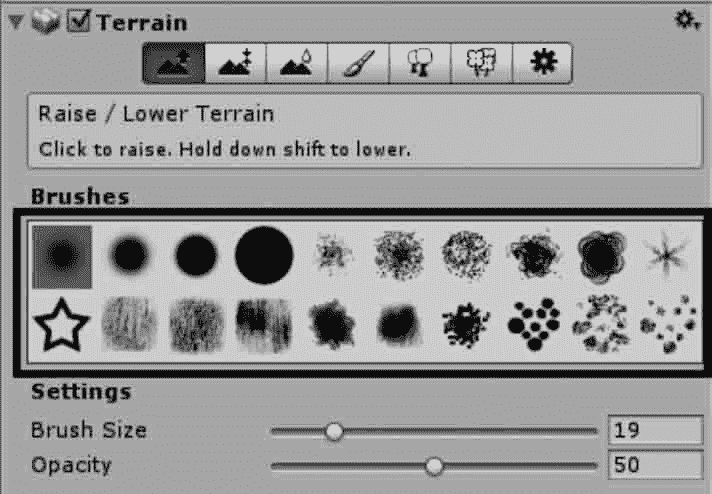 Terrain
Raise / Lower Terrain
Click to raise. Hold down shift to lower.
Brushes
Settings
Brush Size 19
Opacity 50